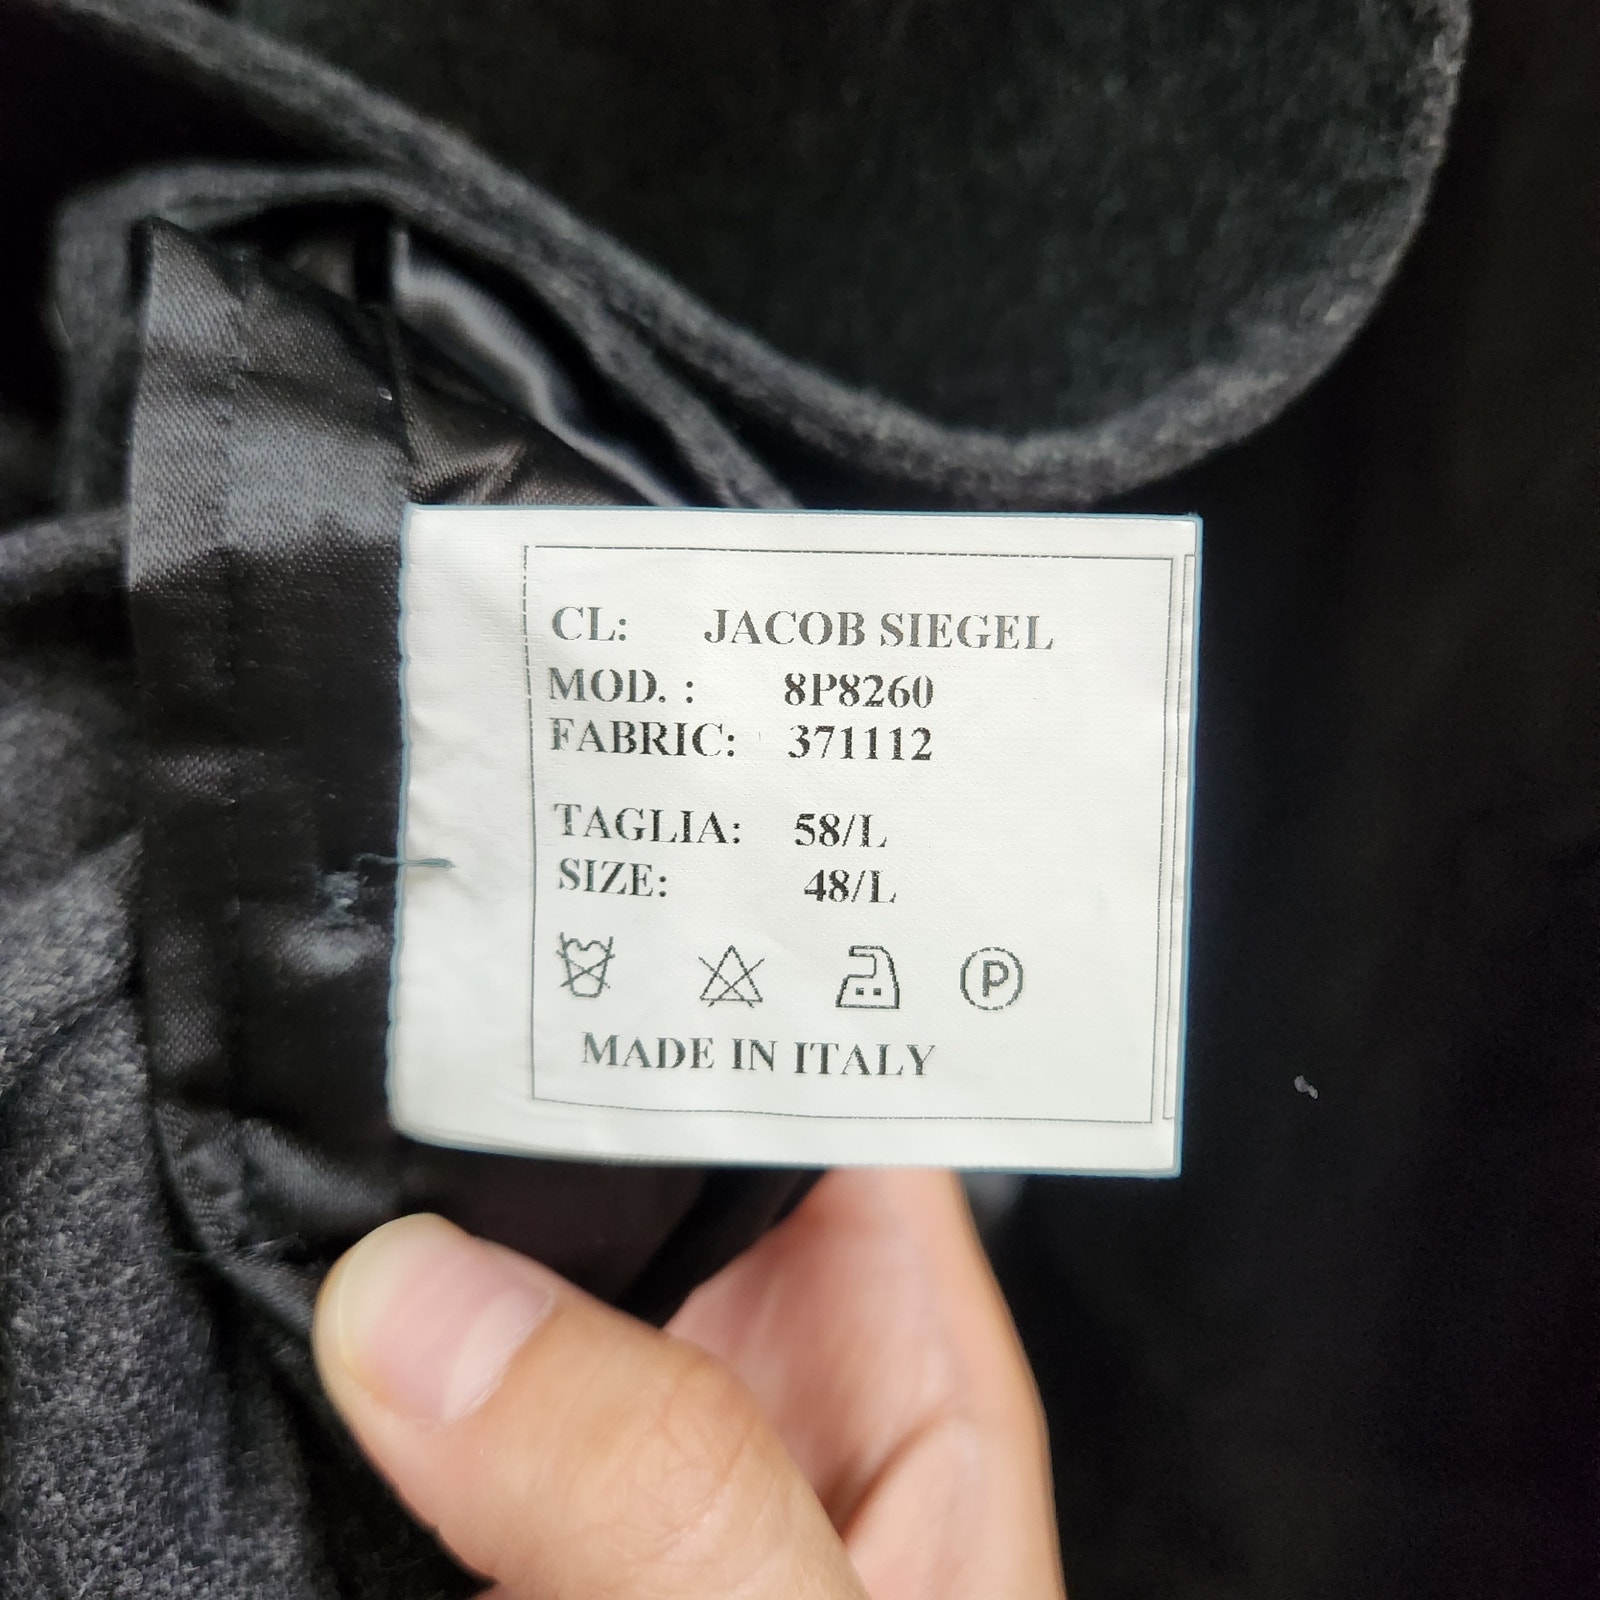 CL: JACOB SIEGEL
MOD. : 8P8260
FABRIC: 371112
TAGLIA: 58/L
SIZE: 48/L
P
MADE IN ITALY